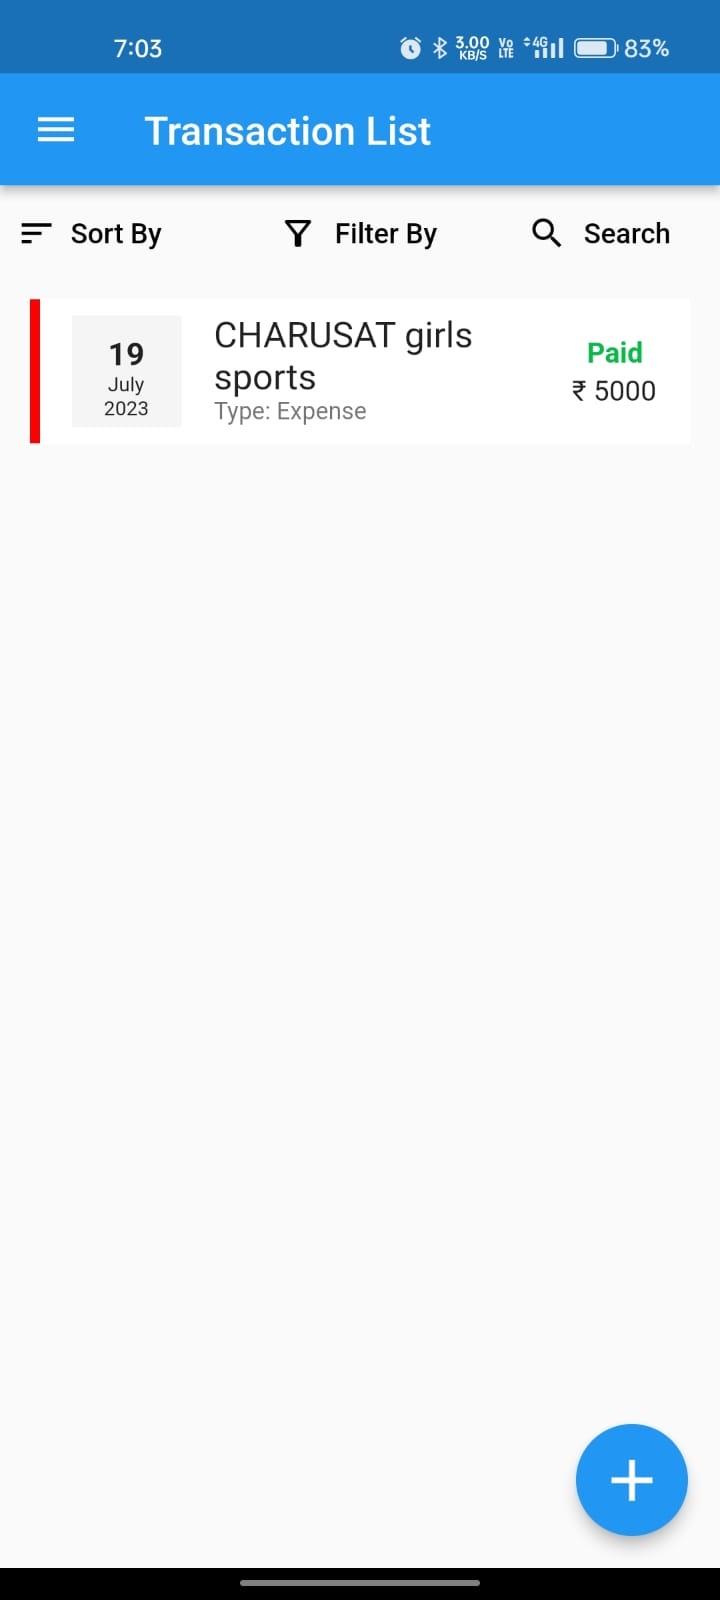 7:03
3.00 KB/S Vo LTE 4G 83%
Transaction List
Sort By Filter By Search
19
July
2023
CHARUSAT girls
sports
Type: Expense
Paid
₹ 5000